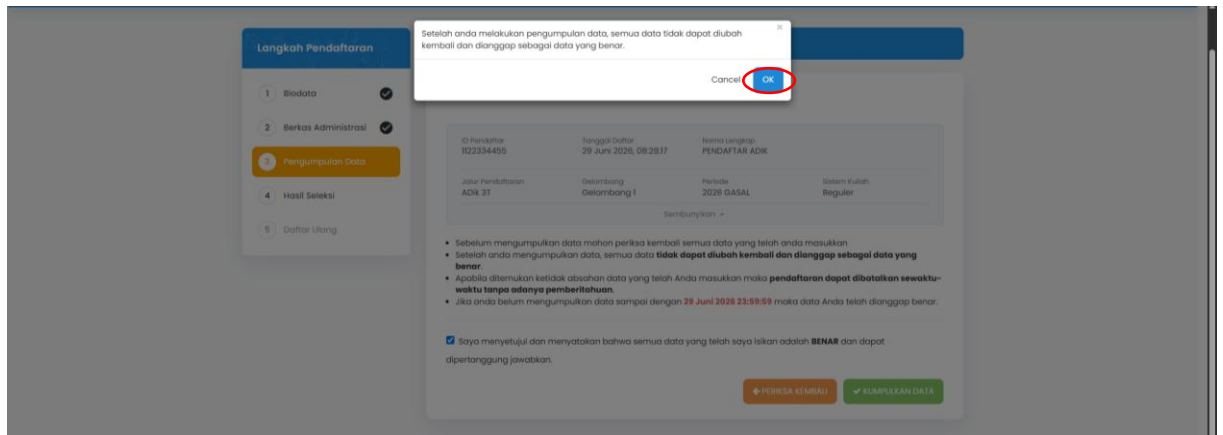 Setelah anda melakukan pengumpulan data, semua data tidak dapat diubah
kembali dan dianggap sebagai data yang benar.
×
Cancel
OK
Langkah Pendaftaran
1 Biodata
2 Berkas Administrasi
3 Pengumpulan Data
4 Hasil Seleksi
5 Daftar Ulang
ID Pendaftar Tanggal Daftar Nama Lengkap
1122334455 29 Juni 2026, 08:28:17 PENDAFTAR ADIK
Jalur Pendaftaran Gelombang Periode Sistem Kuliah
ADik 3T Gelombang 1 2026 GASAL Reguler
Sembunyikan
Sebelum mengumpulkan data mohon periksa kembali semua data yang telah anda masukkan
Setelah anda mengumpulkan data, semua data tidak dapat diubah kembali dan dianggap sebagai data yang
benar.
Apabila ditemukan ketidak absahan data yang telah Anda masukkan maka pendaftaran dapat dibatalkan sewaktu-
waktu tanpa adanya pemberitahuan.
Jika anda belum mengumpulkan data sampai dengan 29 Juni 2026 23:59:59 maka data Anda telah dianggap benar.
Saya menyetujui dan menyatakan bahwa semua data yang telah saya isikan adalah BENAR dan dapat
dipertanggung jawabkan.
PERIKSA KEMBALI
KUMPULKAN DATA